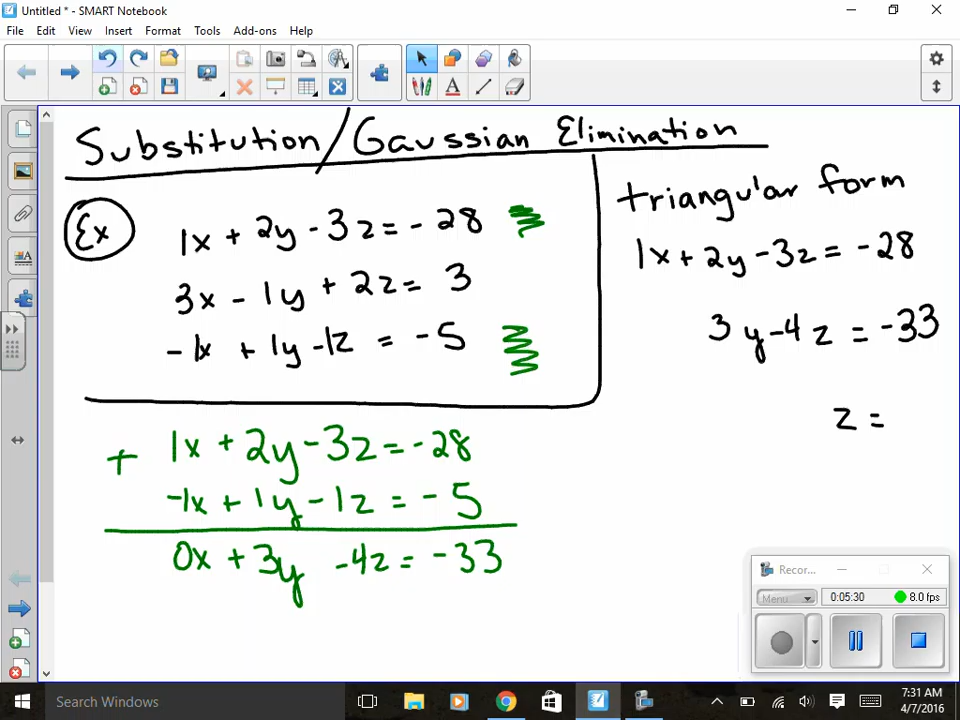 Untitled * - SMART Notebook
File Edit View Insert Format Tools Add-ons Help
Substitution/Gaussian Elimination
Ex
1x + 2y - 3z = - 28
3x - 1y + 2z = 3
- 1x + 1y - 1z = - 5
triangular form
1x + 2y - 3z = - 28
3y - 4z = - 33
z =
+ 1x + 2y - 3z = - 28
- 1x + 1y - 1z = - 5
0x + 3y - 4z = - 33
Recor...
Menu
0:05:30
8.0 fps
Search Windows
7:31 AM
4/7/2016